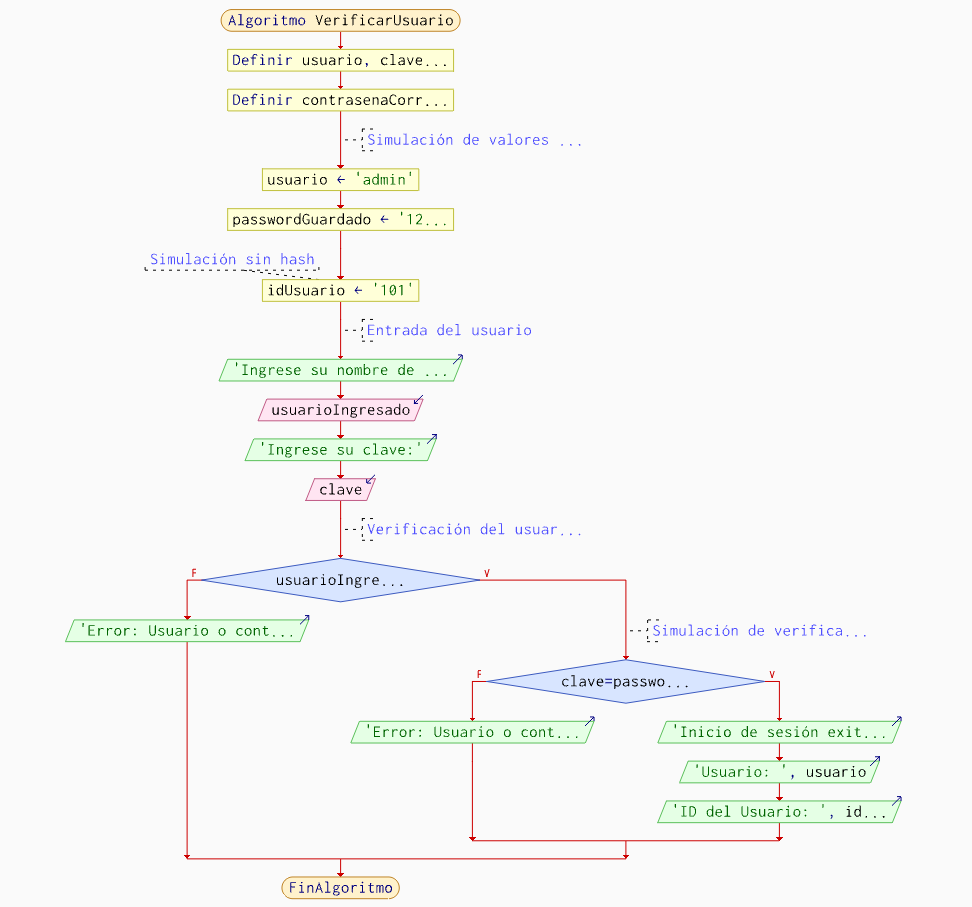 Algoritmo VerificarUsuario
Definir usuario, clave...
Definir contrasenaCorr...
Simulación de valores ...
usuario ← 'admin'
passwordGuardado ← '12...
Simulación sin hash
idUsuario ← '101'
Entrada del usuario
'Ingrese su nombre de ...
usuarioIngresado
'Ingrese su clave:'
clave
Verificación del usuar...
F
usuarioIngre...
V
'Error: Usuario o cont...
Simulación de verifica...
F
clave=passwo...
V
'Error: Usuario o cont...
'Inicio de sesión exit...
'Usuario: ', usuario
'ID del Usuario: ', id...
FinAlgoritmo